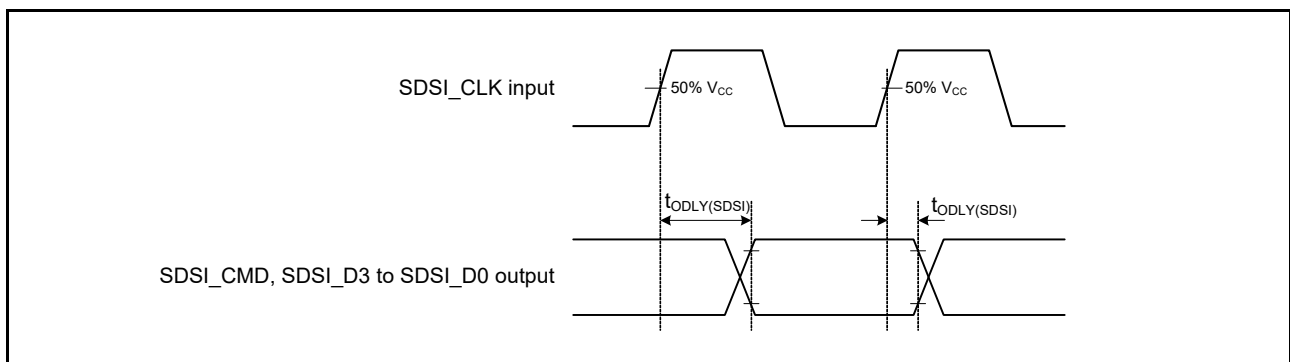 SDSI_CLK input
50% VCC
50% VCC
tODLY(SDSI)
tODLY(SDSI)
SDSI_CMD, SDSI_D3 to SDSI_D0 output